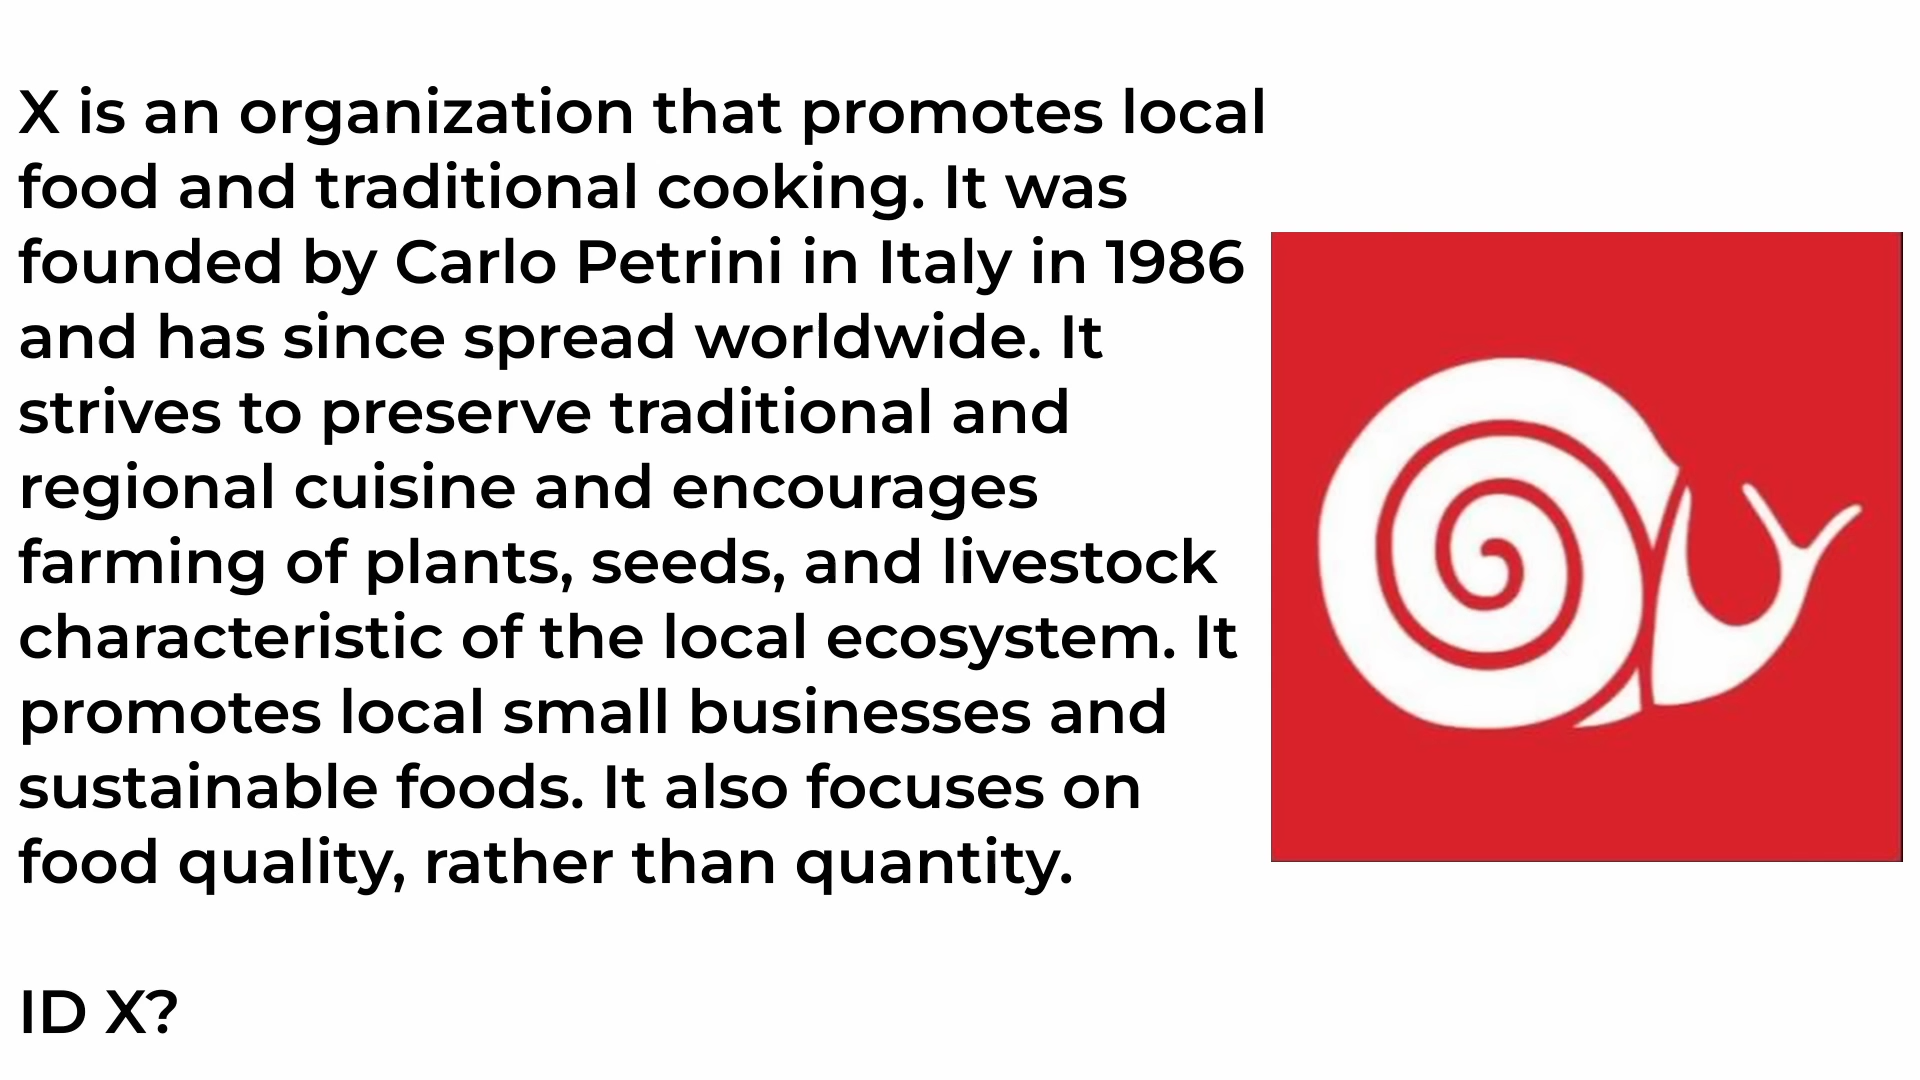 X is an organization that promotes local
food and traditional cooking. It was
founded by Carlo Petrini in Italy in 1986
and has since spread worldwide. It
strives to preserve traditional and
regional cuisine and encourages
farming of plants, seeds, and livestock
characteristic of the local ecosystem. It
promotes local small businesses and
sustainable foods. It also focuses on
food quality, rather than quantity.
ID X?